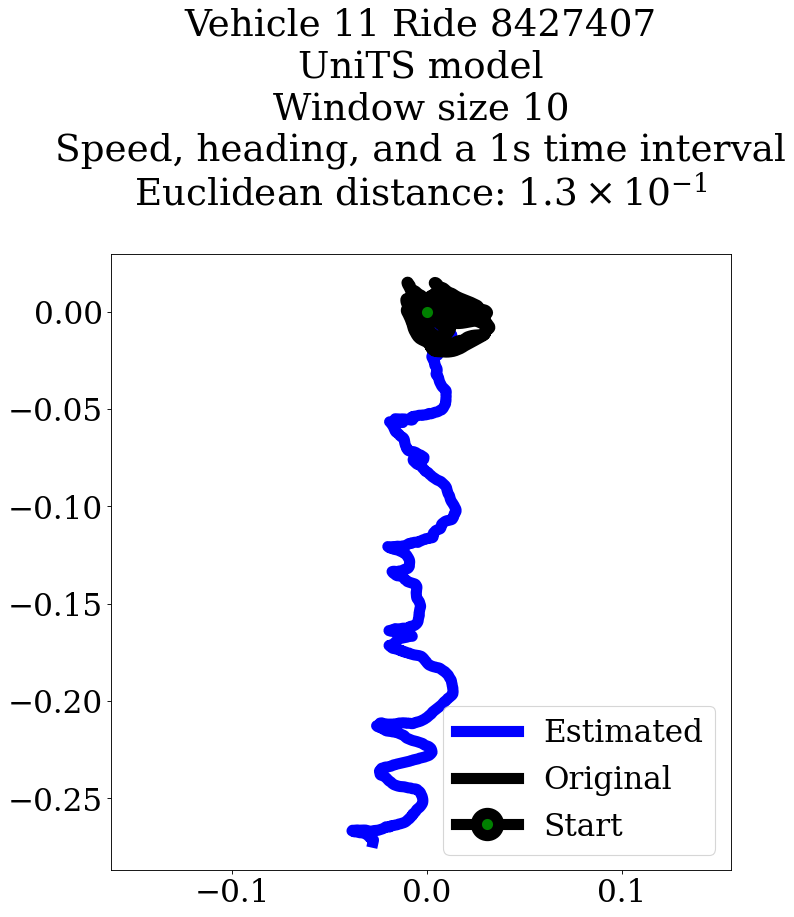 Vehicle 11 Ride 8427407
UniTS model
Window size 10
Speed, heading, and a 1s time interval
Euclidean distance: 1.3 × 10⁻¹
0.00
−0.05
−0.10
−0.15
−0.20
−0.25
Estimated
Original
Start
−0.1
0.0
0.1